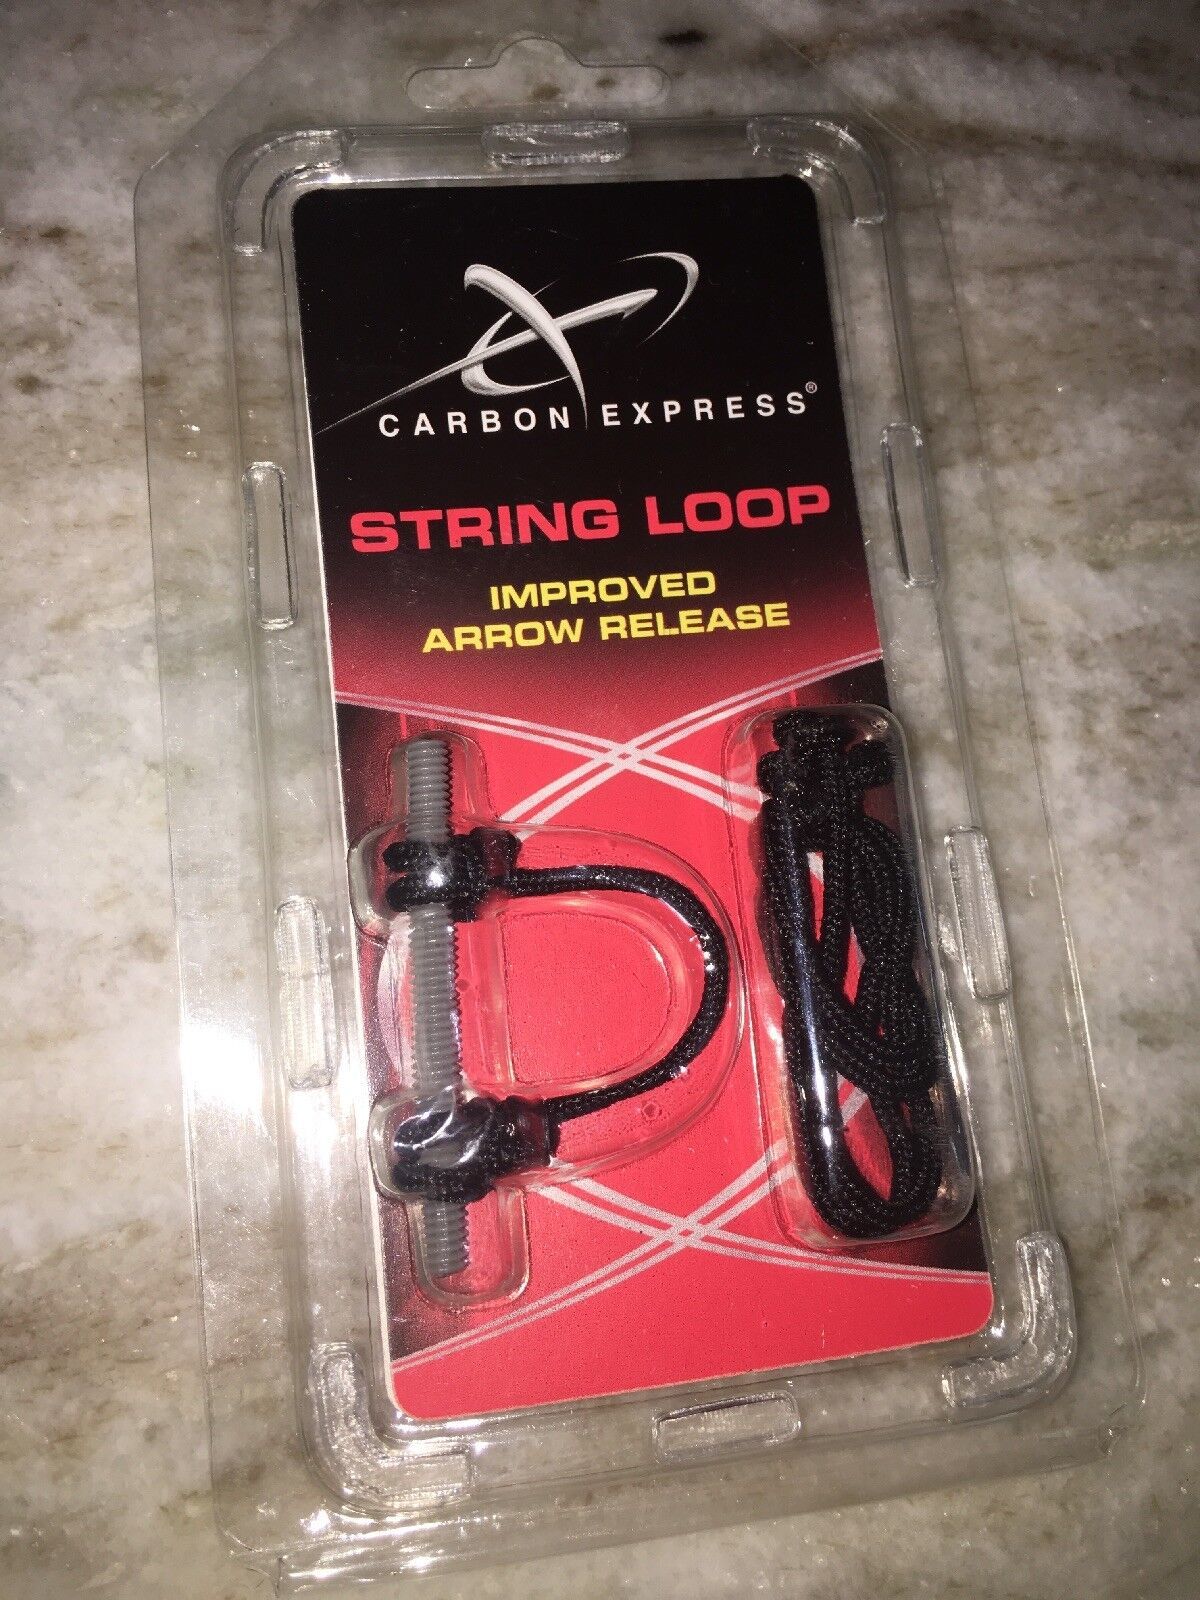 CARBON EXPRESS®
STRING LOOP
IMPROVED
ARROW RELEASE